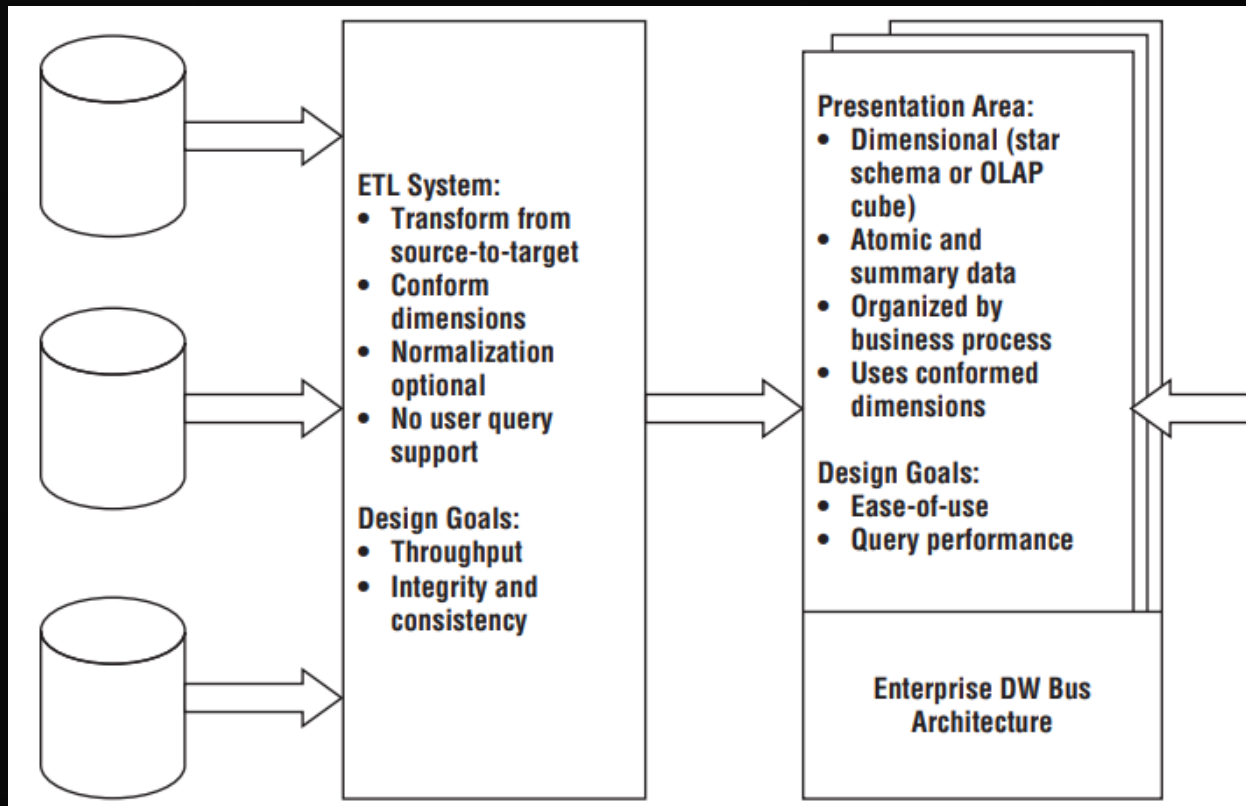 ETL System:
• Transform from
source-to-target
• Conform
dimensions
• Normalization
optional
• No user query
support
Design Goals:
• Throughput
• Integrity and
consistency
Presentation Area:
• Dimensional (star
schema or OLAP
cube)
• Atomic and
summary data
• Organized by
business process
• Uses conformed
dimensions
Design Goals:
• Ease-of-use
• Query performance
Enterprise DW Bus
Architecture